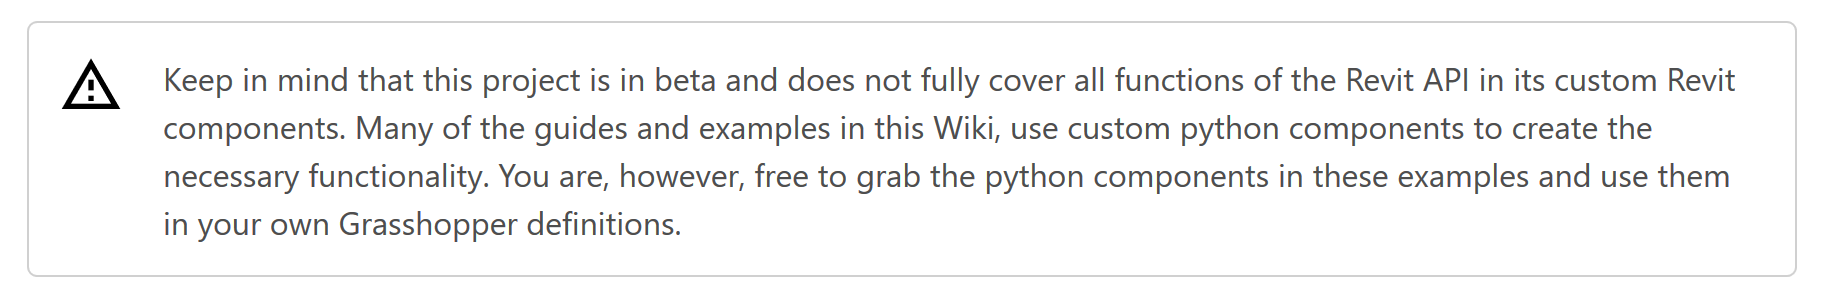 Keep in mind that this project is in beta and does not fully cover all functions of the Revit API in its custom Revit
components. Many of the guides and examples in this Wiki, use custom python components to create the
necessary functionality. You are, however, free to grab the python components in these examples and use them
in your own Grasshopper definitions.